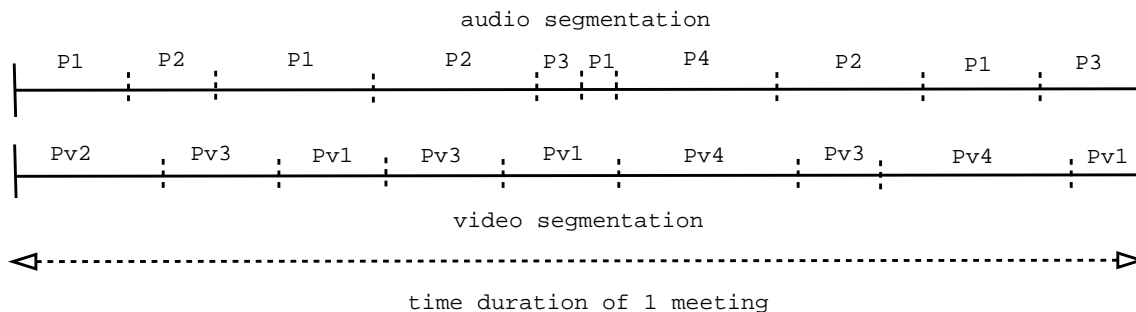 audio segmentation
P1 P2 P1 P2 P3 P1 P4 P2 P1 P3
Pv2 Pv3 Pv1 Pv3 Pv1 Pv4 Pv3 Pv4 Pv1
video segmentation
time duration of 1 meeting